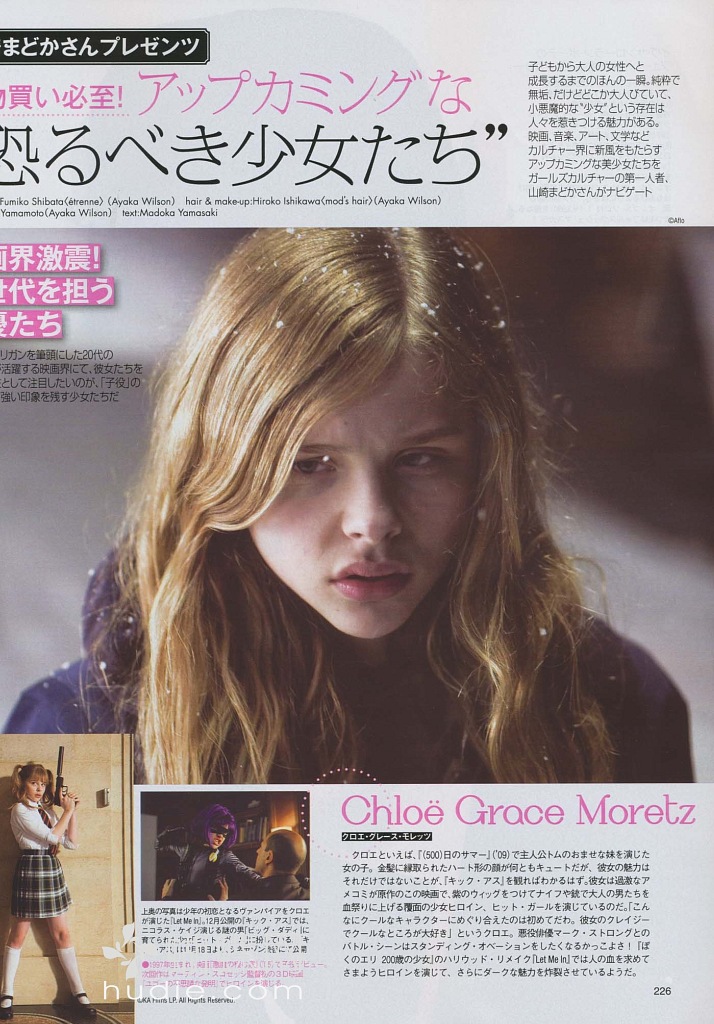 まどかさんプレゼンツ
買い必至! アップカミングな
恐るべき少女たち”
子どもから大人の女性へと
成長するまでのほんの一瞬。純粋で
無垢、だけどどこか大人びていて、
小悪魔的な“少女”という存在は
人々を惹きつける魅力がある。
映画、音楽、アート、文学など
カルチャー界に新風をもたらす
アップカミングな美少女たちを
ガールズカルチャーの第一人者、
山崎まどかさんがナビゲート
Fumiko Shibata〈étrenne〉(Ayaka Wilson) hair & make-up:Hiroko Ishikawa〈mod's hair〉(Ayaka Wilson)
Yamamoto(Ayaka Wilson) text:Madoka Yamasaki
©Aflo
界激震!
世代を担う
たち
リガンを筆頭にした20代の
活躍する映画界にて、彼女たちを
として注目したいのが、「子役」の
強い印象を残す少女たちだ
Chloë Grace Moretz
クロエ・グレース・モレッツ
クロエといえば、『(500)日のサマー』('09)で主人公トムのおませな妹を演じた
女の子。金髪に縁取られたハート形の顔が何ともキュートだが、彼女の魅力は
それだけではないことが、『キック・アス』を観ればわかるはず。彼女は過激なア
メコミが原作のこの映画で、紫のウィッグをつけてナイフや銃で大人の男たちを
血祭りに上げる覆面の少女ヒロイン、ヒット・ガールを演じているのだ。「こん
なにクールなキャラクターにめぐり合えたのは初めてだわ。彼女のクレイジー
でクールなところが大好き」というクロエ。悪役俳優マーク・ストロングとの
バトル・シーンはスタンディング・オベーションをしたくなるかっこよさ!『ぼ
くのエリ 200歳の少女』のハリウッド・リメイク『Let Me In』では人の血を求めて
さまようヒロインを演じて、さらにダークな魅力を炸裂させているようだ。
上奥の写真は少年の初恋となるヴァンパイアをクロエ
が演じた『Let Me In』。12月公開の『キック・アス』では、
ニコラス・ケイジ演じる謎の男「ビッグ・ダディ」に
育てられた
hudie.com
KA Films LP. All Rights Reserved.
226